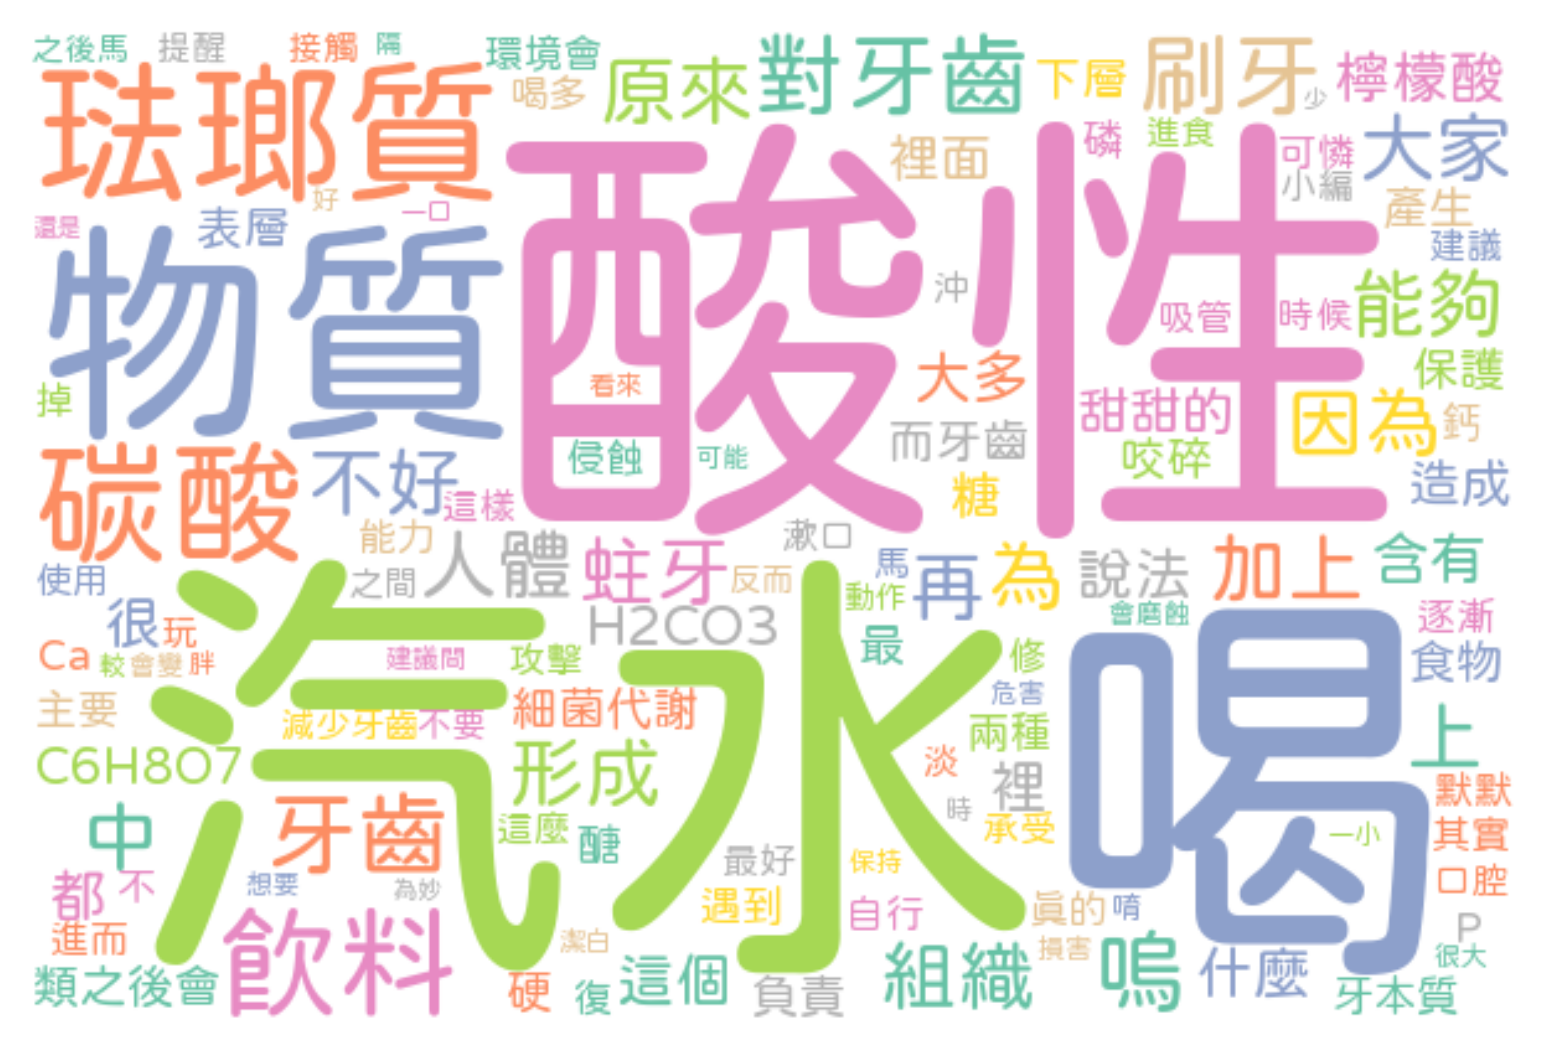 之後馬 提醒 接觸 隔 環境會 原來 對牙齒 下層 刷牙 檸檬酸
琺瑯質 喝多 少
酸性 裡面 磷 進食 可憐 大家
小編
好 一口 產生
還是 表層 建議
物質 沖 吸管 時候 能夠
掉 看來 大多 甜甜的 因為 保護
鈣
碳酸 不好 侵蝕 可能 而牙齒 咬碎
這樣 糖 造成
能力 人體 蛀牙 漱口 再 為 說法 加上 含有
使用 之間 反而 馬
很 玩 H2CO3 動作 會磨蝕 逐漸
汽水 喝
Ca 較 會變 胖 建議問 攻擊 最 修 食物
主要 減少牙齒 不要 細菌代謝 危害
兩種 上
C6H8O7 形成 淡 裡
中 牙齒 這麼 醣 時 承受 一小 默默
其實
都 不 想要 為妙 最好 保持 口腔
進而 飲料 遇到 自行 真的 唷 P
潔白 損害 很大
類之後會 硬 復 這個 負責 組織 嗚 什麼 牙本質